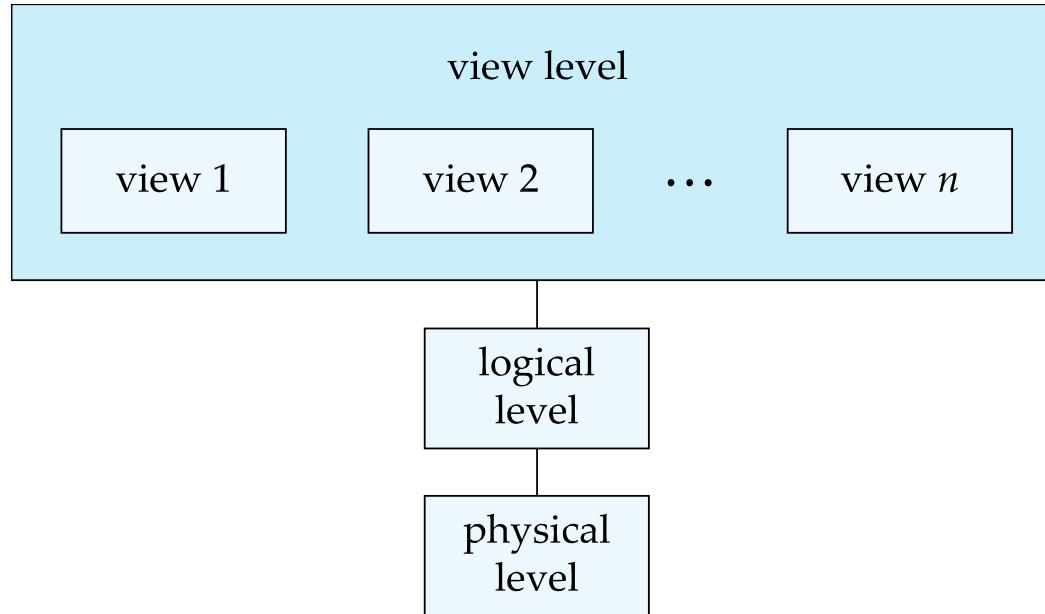 view level
view 1
view 2
...
view n
logical
level
physical
level